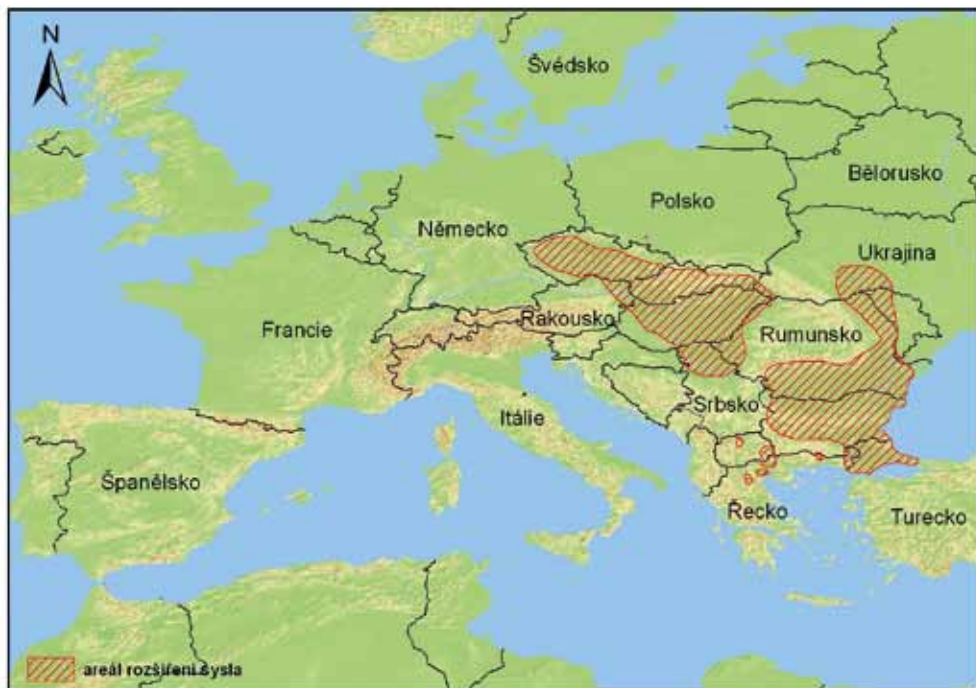 N
Švédsko
Bělorusko
Polsko
Německo
Ukrajina
Francie
Rakousko
Rumunsko
Srbsko
Itálie
Španělsko
Řecko
Turecko
areál rozšíření sysla